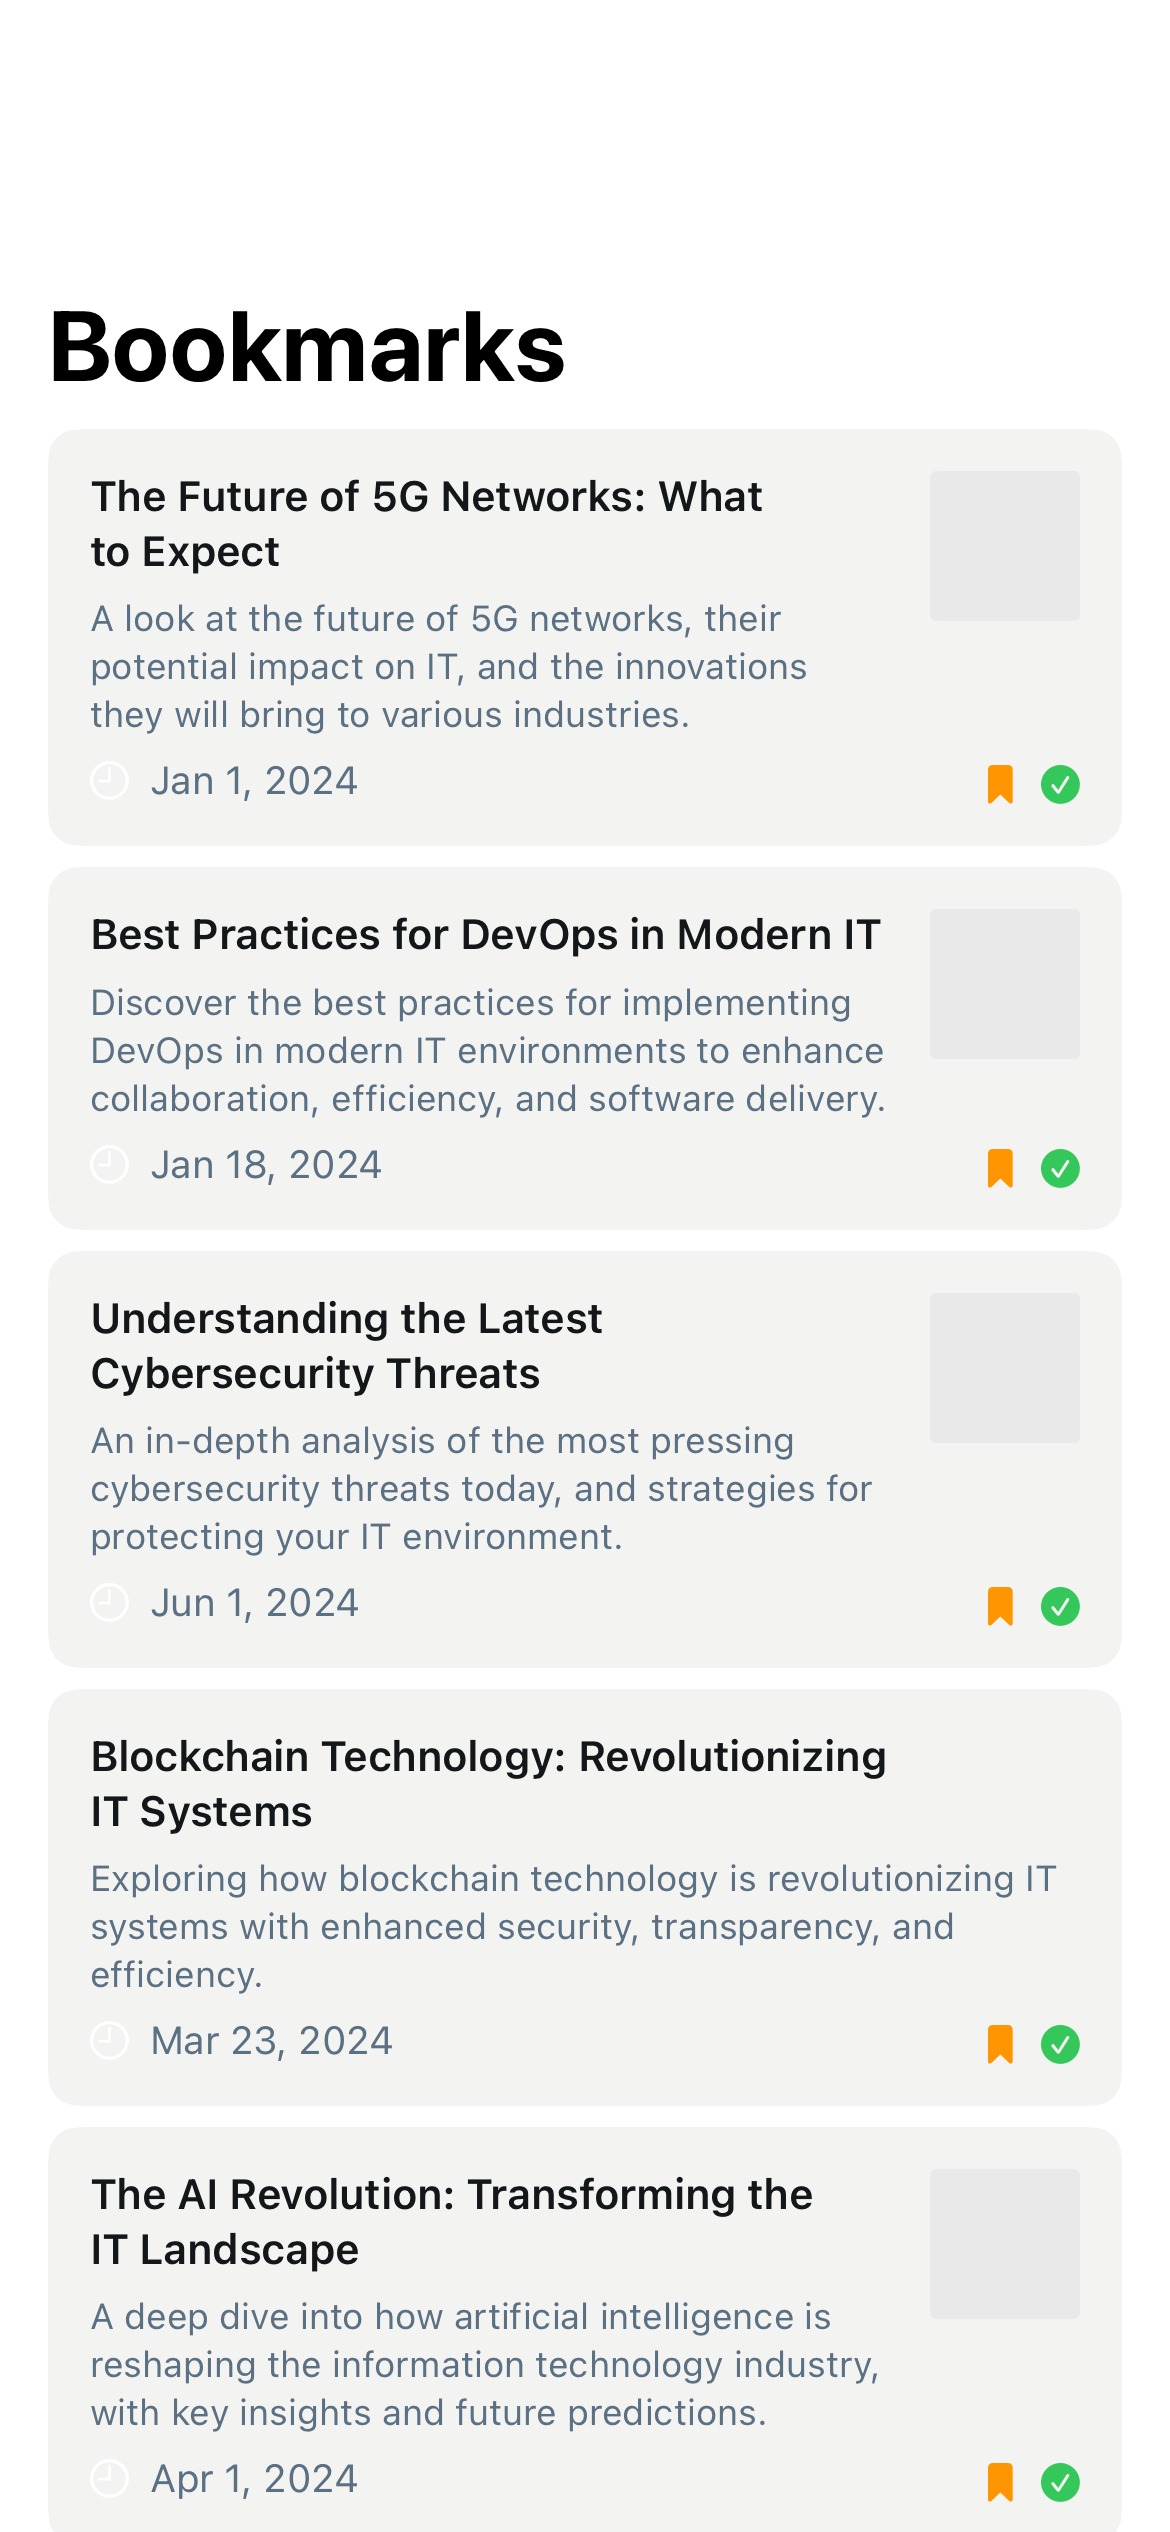 Bookmarks
The Future of 5G Networks: What
to Expect
A look at the future of 5G networks, their
potential impact on IT, and the innovations
they will bring to various industries.
Jan 1, 2024
Best Practices for DevOps in Modern IT
Discover the best practices for implementing
DevOps in modern IT environments to enhance
collaboration, efficiency, and software delivery.
Jan 18, 2024
Understanding the Latest
Cybersecurity Threats
An in-depth analysis of the most pressing
cybersecurity threats today, and strategies for
protecting your IT environment.
Jun 1, 2024
Blockchain Technology: Revolutionizing
IT Systems
Exploring how blockchain technology is revolutionizing IT
systems with enhanced security, transparency, and
efficiency.
Mar 23, 2024
The AI Revolution: Transforming the
IT Landscape
A deep dive into how artificial intelligence is
reshaping the information technology industry,
with key insights and future predictions.
Apr 1, 2024